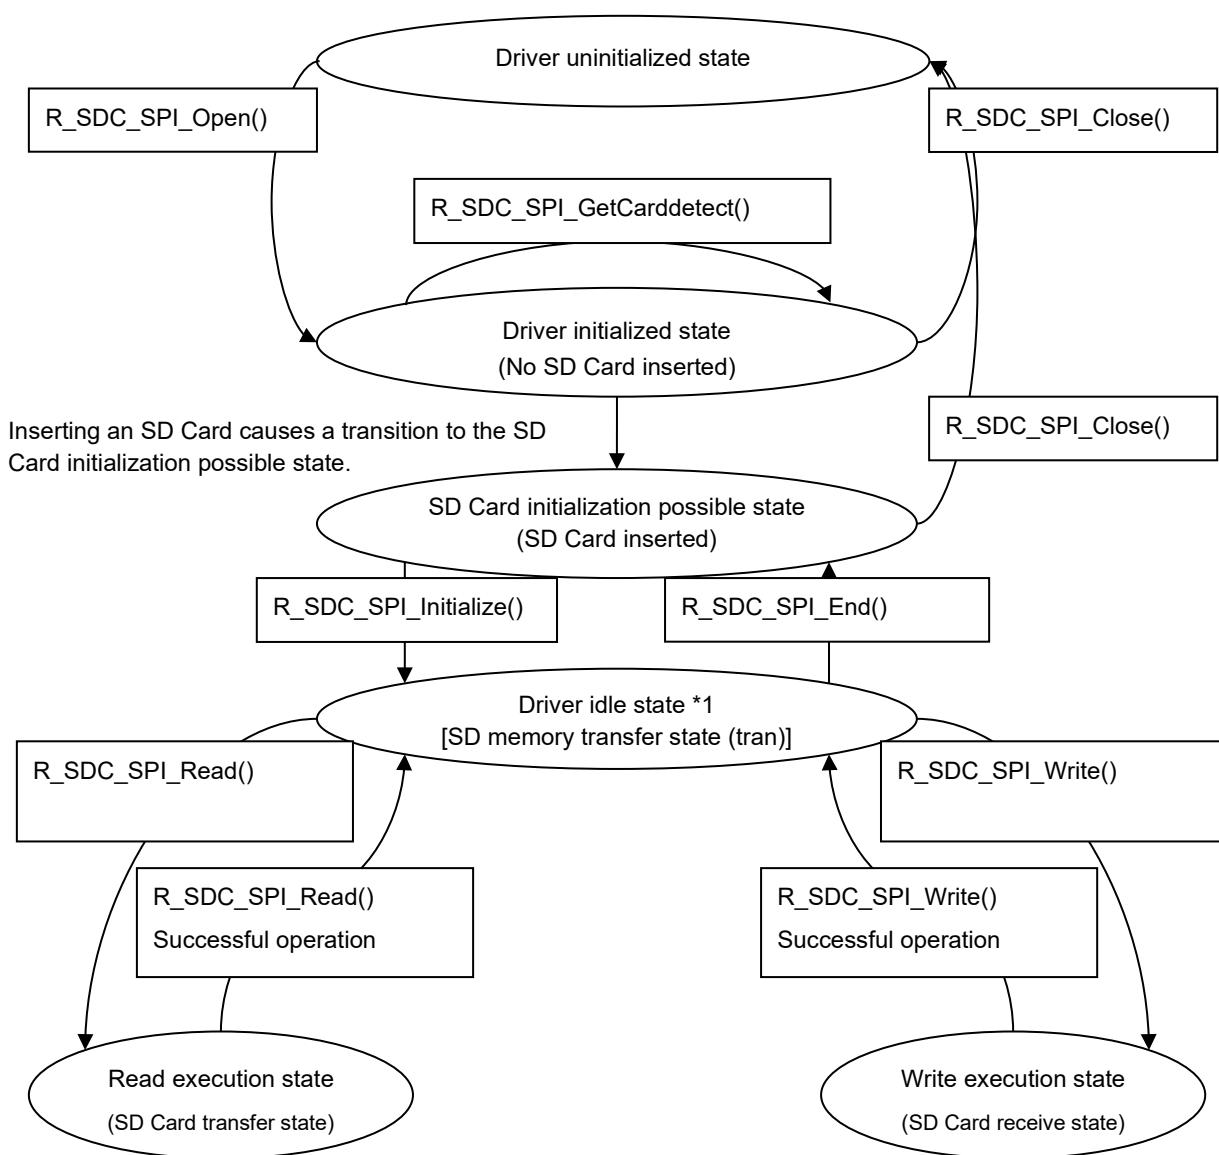 Driver uninitialized state
R_SDC_SPI_Open()
R_SDC_SPI_Close()
R_SDC_SPI_GetCarddetect()
Driver initialized state
(No SD Card inserted)
R_SDC_SPI_Close()
Inserting an SD Card causes a transition to the SD
Card initialization possible state.
SD Card initialization possible state
(SD Card inserted)
R_SDC_SPI_Initialize()
R_SDC_SPI_End()
Driver idle state *1
[SD memory transfer state (tran)]
R_SDC_SPI_Read()
R_SDC_SPI_Write()
R_SDC_SPI_Read()
Successful operation
R_SDC_SPI_Write()
Successful operation
Read execution state
(SD Card transfer state)
Write execution state
(SD Card receive state)